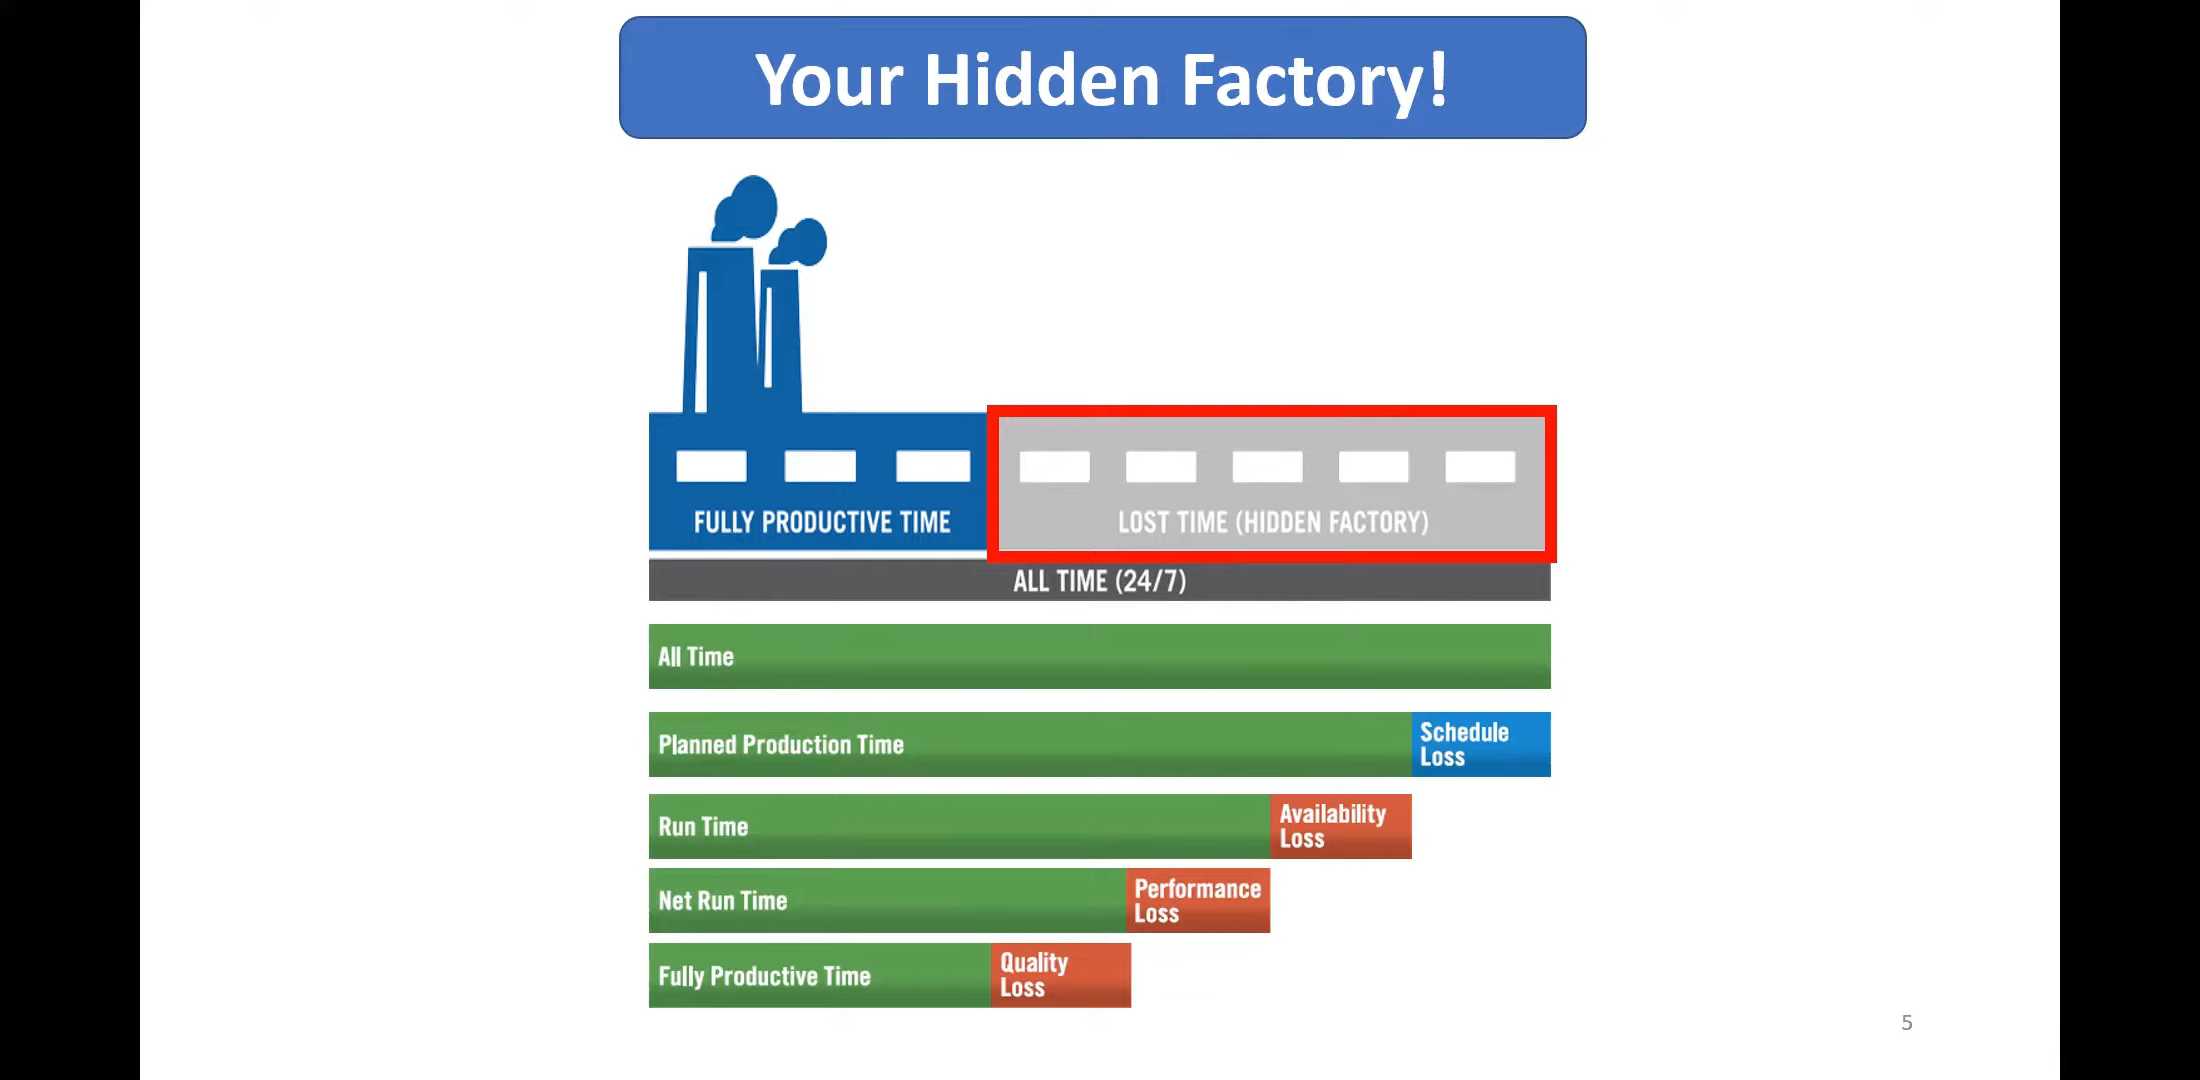 Your Hidden Factory!
FULLY PRODUCTIVE TIME
LOST TIME (HIDDEN FACTORY)
ALL TIME (24/7)
All Time
Planned Production Time
Schedule
Loss
Run Time
Availability
Loss
Net Run Time
Performance
Loss
Fully Productive Time
Quality
Loss
5